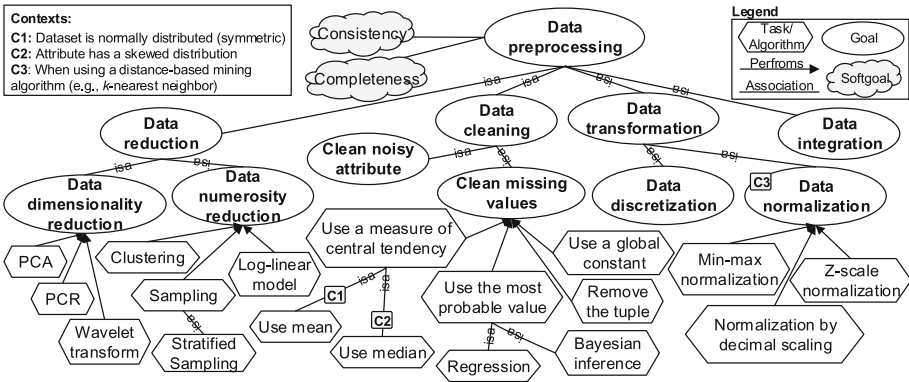 Contexts:
C1: Dataset is normally distributed (symmetric)
C2: Attribute has a skewed distribution
C3: When using a distance-based mining
algorithm (e.g., k-nearest neighbor)
Consistency
Completeness
Data
preprocessing
Legend
Task/
Algorithm
Goal
Perfroms
Association
Softgoal
isa
isa
isa
isa
Data
reduction
Data
cleaning
Data
transformation
Data
integration
isa
isa
isa
isa
isa
isa
Clean noisy
attribute
Data
dimensionality
reduction
Data
numerosity
reduction
Clean missing
values
Data
discretization
C3
Data
normalization
PCA
PCR
Wavelet
transform
Clustering
Sampling
Log-linear
model
isa
Stratified
Sampling
Use a measure of
central tendency
isa
isa
C1
C2
Use mean
Use median
Use the most
probable value
isa
isa
Regression
Bayesian
inference
Use a global
constant
Remove
the tuple
Min-max
normalization
Z-scale
normalization
Normalization by
decimal scaling